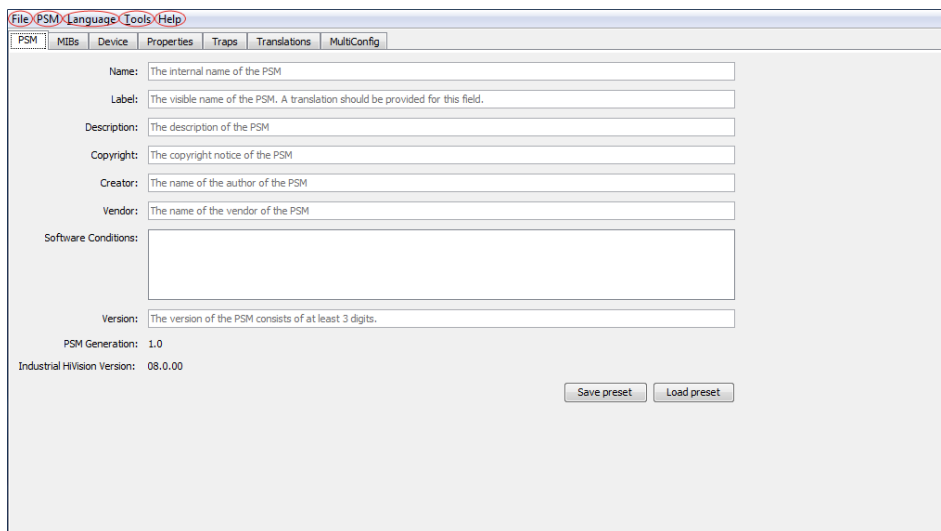 File PSM Language Tools Help
PSM MIBs Device Properties Traps Translations MultiConfig
Name: The internal name of the PSM
Label: The visible name of the PSM. A translation should be provided for this field.
Description: The description of the PSM
Copyright: The copyright notice of the PSM
Creator: The name of the author of the PSM
Vendor: The name of the vendor of the PSM
Software Conditions:
Version: The version of the PSM consists of at least 3 digits.
PSM Generation: 1.0
Industrial HiVision Version: 08.0.00
Save preset Load preset